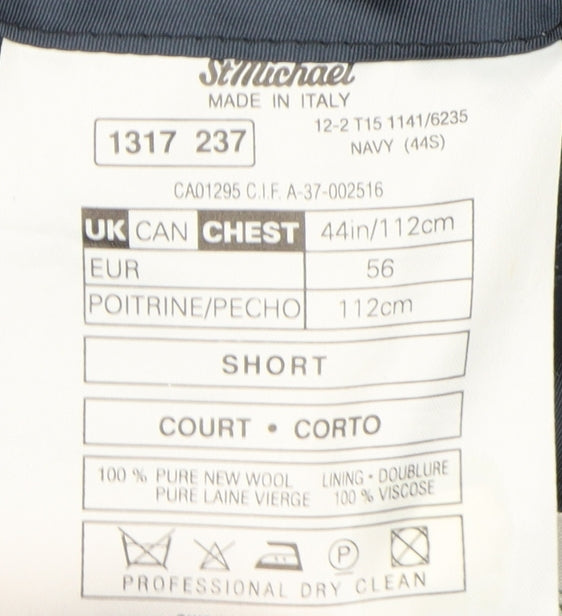 StMichael
MADE IN ITALY
1317 237
12-2 T15 1141/6235
NAVY (44S)
CA01295 C.I.F. A-37-002516
UK CAN CHEST 44in/112cm
EUR 56
POITRINE/PECHO 112cm
SHORT
COURT • CORTO
100 % PURE NEW WOOL
PURE LAINE VIERGE
LINING • DOUBLURE
100 % VISCOSE
P
PROFESSIONAL DRY CLEAN